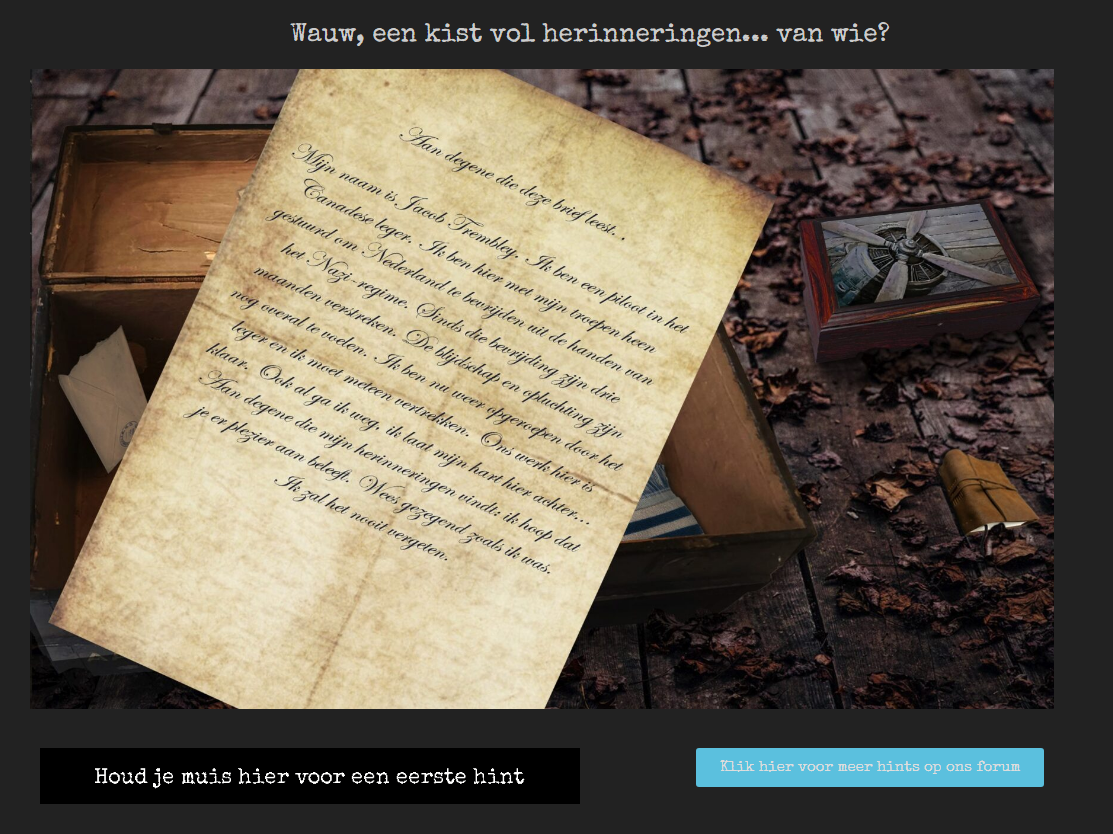 Wauw, een kist vol herinneringen... van wie?
Aan degene die deze brief leest...
Mijn naam is Jacob Trembley. Ik ben een piloot in het
Canadese leger. Ik ben hier met mijn troepen heen
gestuurd om Nederland te bevrijden uit de handen van
het Nazi-regime. Sinds die bevrijding zijn drie
maanden verstreken. De blijdschap en opluchting zijn
nog overal te voelen. Ik ben nu weer opgeroepen door het
leger en ik moet meteen vertrekken. Ons werk hier is
klaar. Ook al ga ik weg, ik laat mijn hart hier achter...
Aan degene die mijn herinneringen vindt: ik hoop dat
je er plezier aan beleeft. Wees gezegend zoals ik was.
Ik zal het nooit vergeten.
Houd je muis hier voor een eerste hint
Klik hier voor meer hints op ons forum